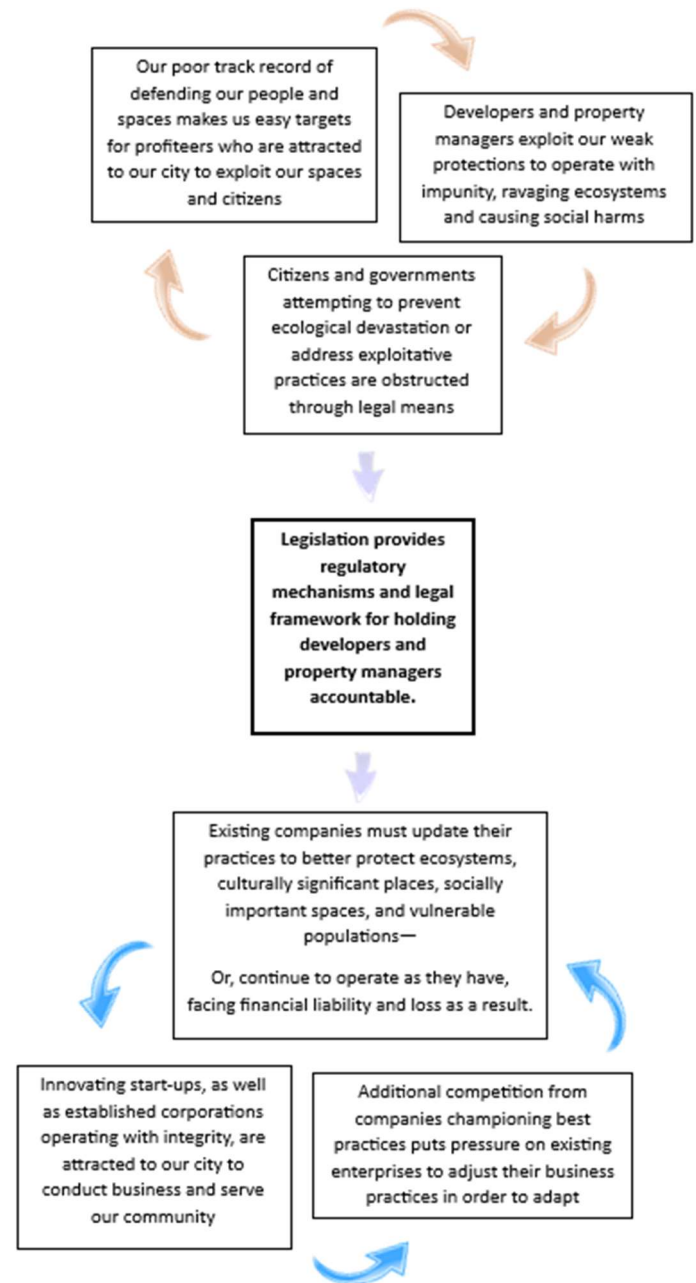 Our poor track record of
defending our people and
spaces makes us easy targets
for profiteers who are attracted
to our city to exploit our spaces
and citizens
Developers and property
managers exploit our weak
protections to operate with
impunity, ravaging ecosystems
and causing social harms
Citizens and governments
attempting to prevent
ecological devastation or
address exploitative
practices are obstructed
through legal means
Legislation provides
regulatory
mechanisms and legal
framework for holding
developers and
property managers
accountable.
Existing companies must update their
practices to better protect ecosystems,
culturally significant places, socially
important spaces, and vulnerable
populations—
Or, continue to operate as they have,
facing financial liability and loss as a result.
Innovating start-ups, as well
as established corporations
operating with integrity, are
attracted to our city to
conduct business and serve
our community
Additional competition from
companies championing best
practices puts pressure on existing
enterprises to adjust their business
practices in order to adapt